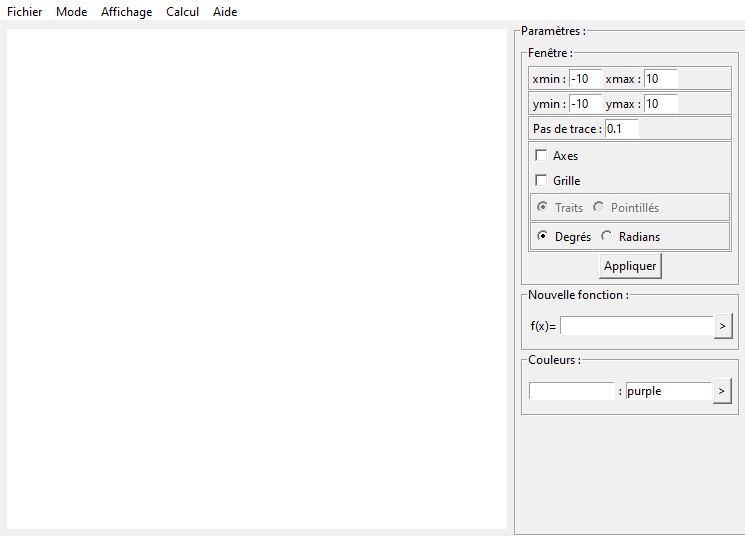 Fichier Mode Affichage Calcul Aide
Paramètres :
Fenêtre :
xmin : -10 xmax : 10
ymin : -10 ymax : 10
Pas de trace : 0.1
Axes
Grille
Traits Pointillés
Degrés Radians
Appliquer
Nouvelle fonction :
f(x)= >
Couleurs :
: purple >